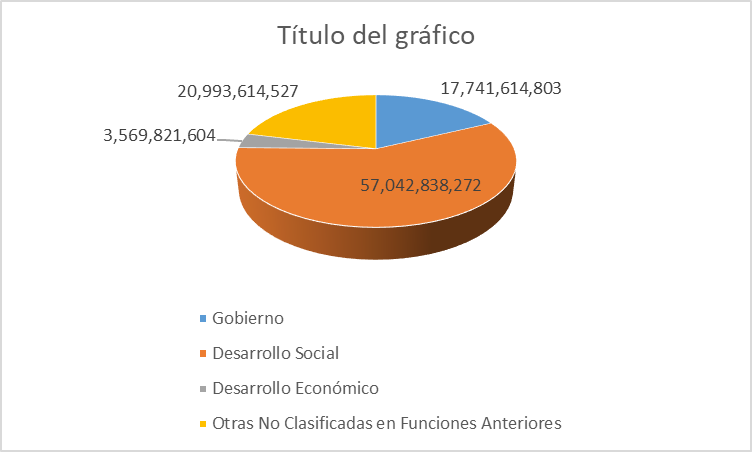 Título del gráfico
20,993,614,527
17,741,614,803
3,569,821,604
57,042,838,272
Gobierno
Desarrollo Social
Desarrollo Económico
Otras No Clasificadas en Funciones Anteriores